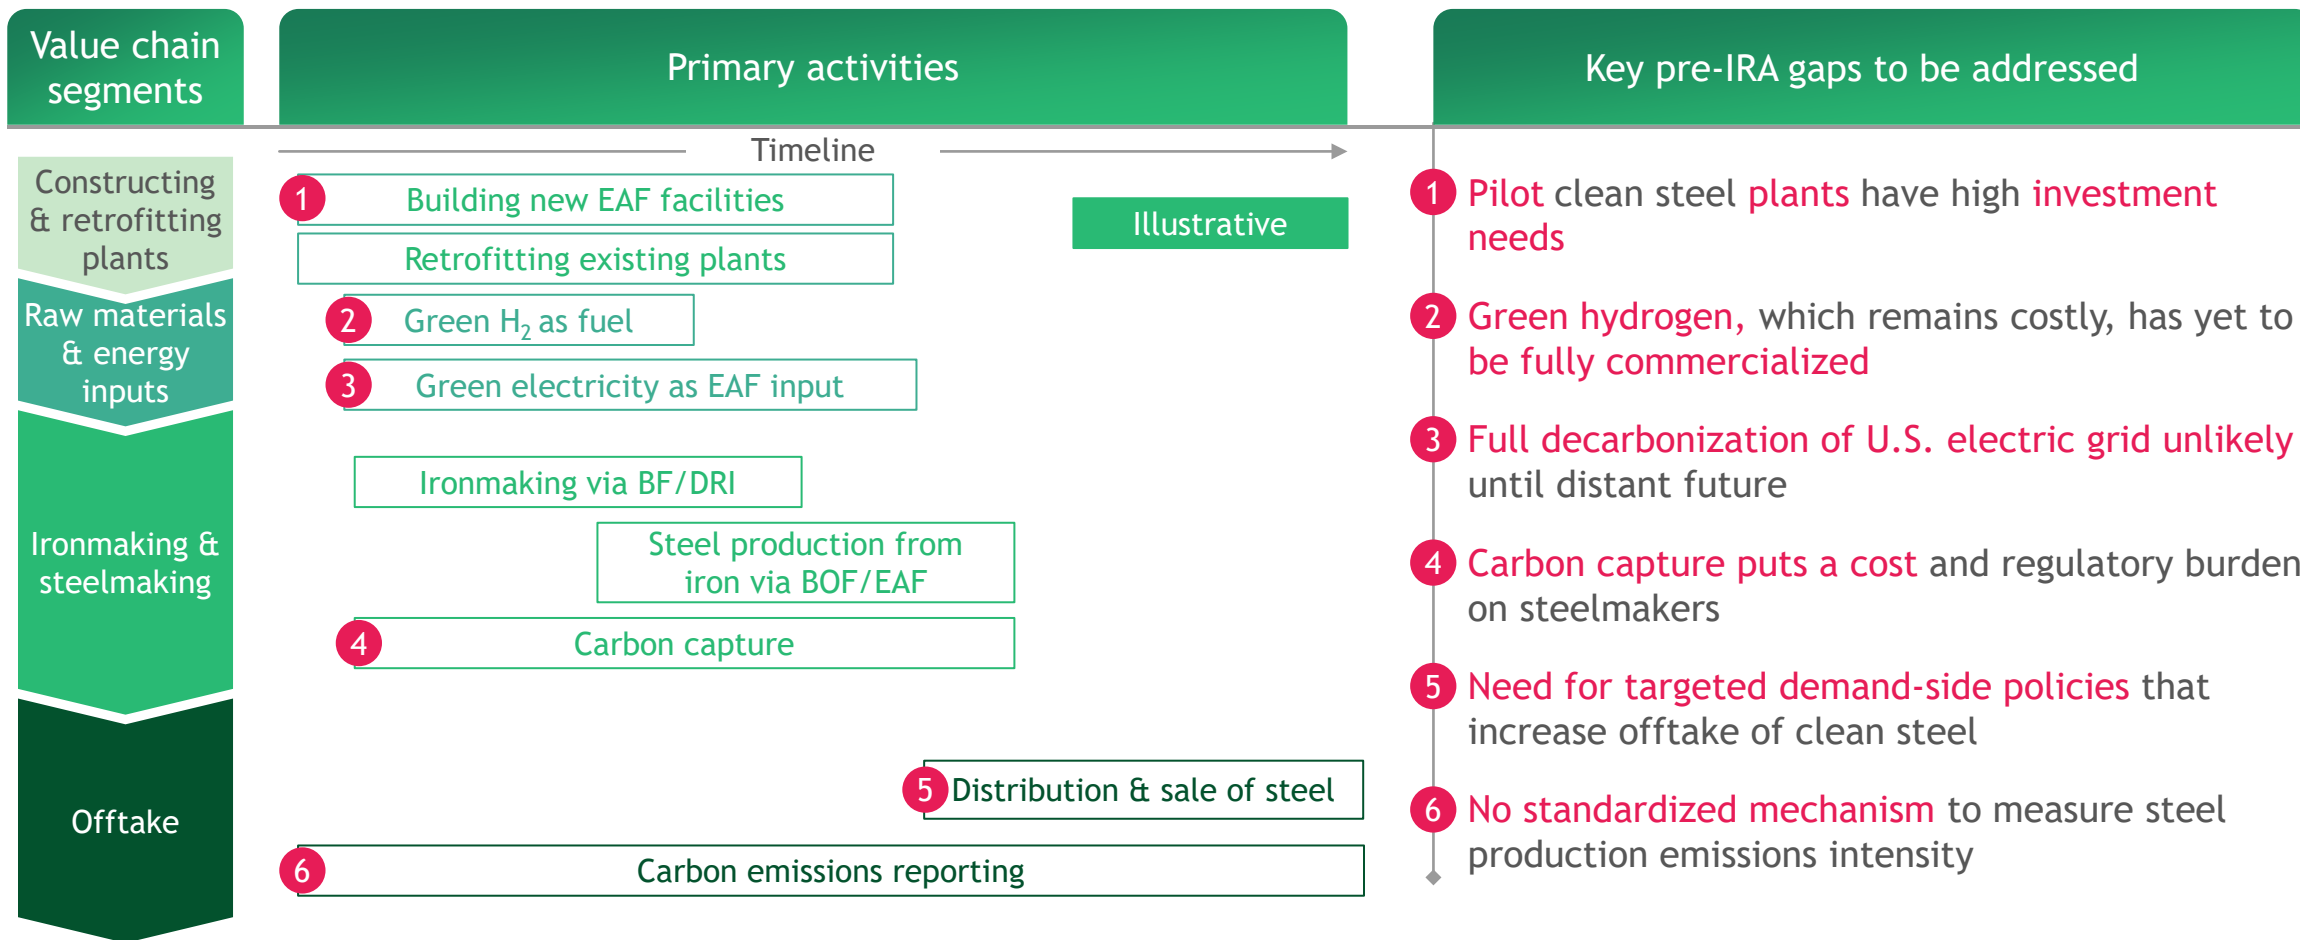 Value chain
segments
Primary activities
Key pre-IRA gaps to be addressed
Timeline
Illustrative
Constructing
& retrofitting
plants
1
Building new EAF facilities
Retrofitting existing plants
Raw materials
& energy
inputs
2
Green H₂ as fuel
3
Green electricity as EAF input
Ironmaking &
steelmaking
Ironmaking via BF/DRI
Steel production from
iron via BOF/EAF
4
Carbon capture
Offtake
5
Distribution & sale of steel
6
Carbon emissions reporting
1
Pilot clean steel plants have high investment
needs
2
Green hydrogen, which remains costly, has yet to
be fully commercialized
3
Full decarbonization of U.S. electric grid unlikely
until distant future
4
Carbon capture puts a cost and regulatory burden
on steelmakers
5
Need for targeted demand-side policies that
increase offtake of clean steel
6
No standardized mechanism to measure steel
production emissions intensity